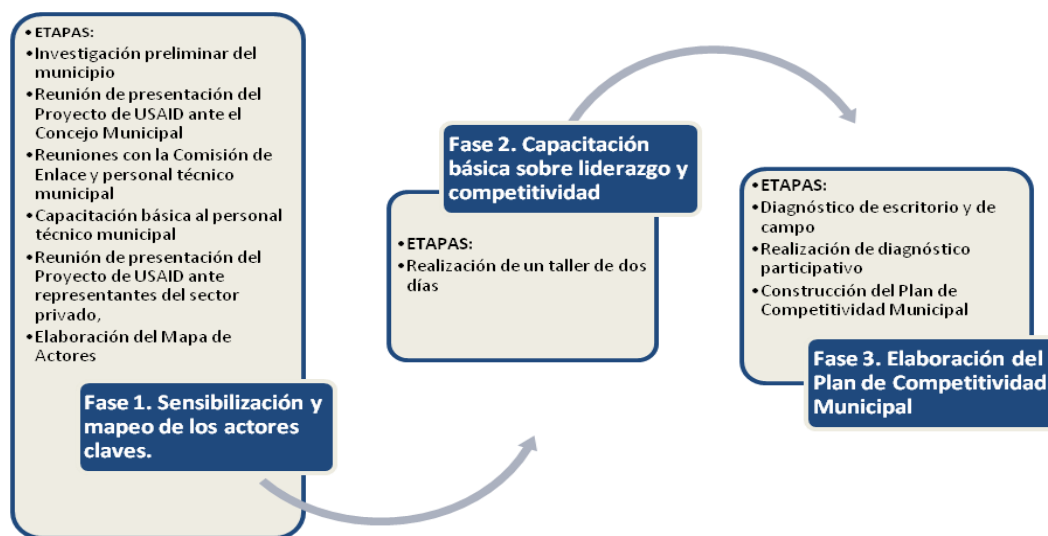 • ETAPAS:
• Investigación preliminar del
municipio
• Reunión de presentación del
Proyecto de USAID ante el
Concejo Municipal
• Reuniones con la Comisión de
Enlace y personal técnico
municipal
• Capacitación básica al personal
técnico municipal
• Reunión de presentación del
Proyecto de USAID ante
representantes del sector
privado,
• Elaboración del Mapa de
Actores
Fase 1. Sensibilización y
mapeo de los actores
claves.
Fase 2. Capacitación
básica sobre liderazgo y
competitividad
• ETAPAS:
• Realización de un taller de dos
días
• ETAPAS:
• Diagnóstico de escritorio y de
campo
• Realización de diagnóstico
participativo
• Construcción del Plan de
Competitividad Municipal
Fase 3. Elaboración del
Plan de Competitividad
Municipal